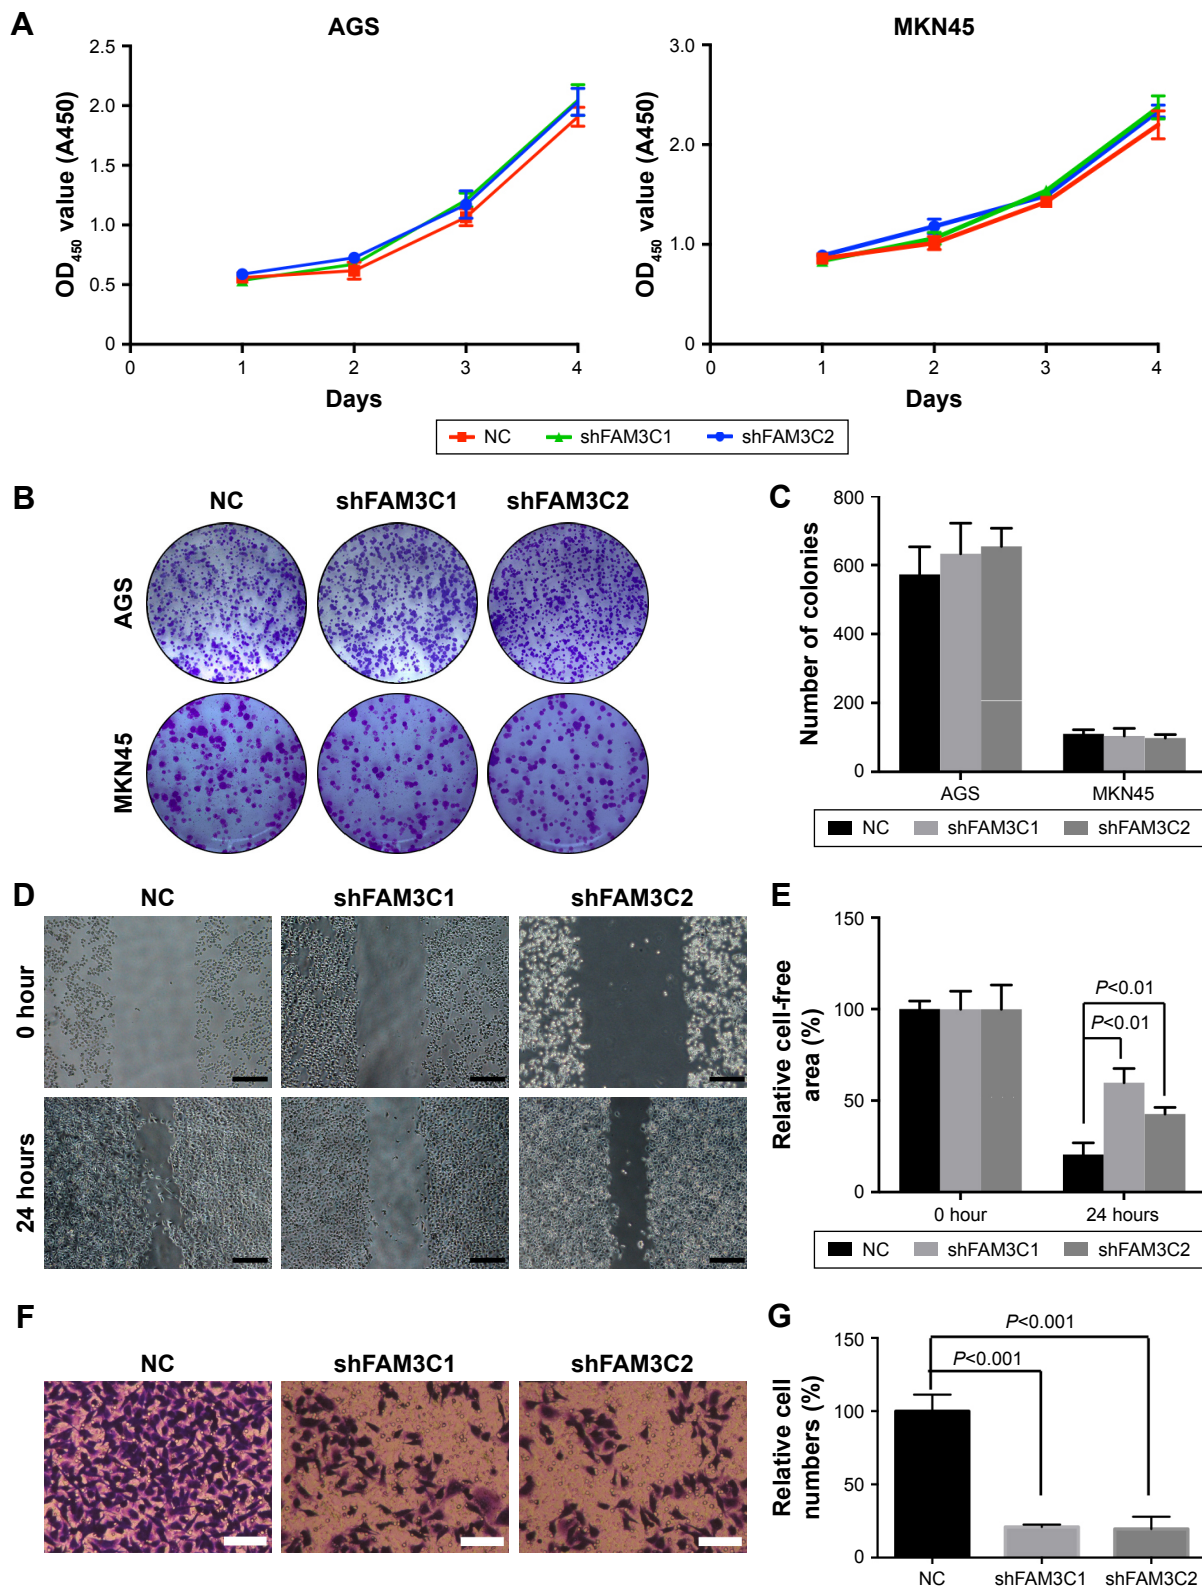 A
AGS
MKN45
OD450 value (A450)
2.5
2.0
1.5
1.0
0.5
0
0 1 2 3 4
Days
OD450 value (A450)
3.0
2.0
1.0
0
0 1 2 3 4
Days
NC shFAM3C1 shFAM3C2
B
NC shFAM3C1 shFAM3C2
AGS
MKN45
C
Number of colonies
800
600
400
200
0
AGS MKN45
NC shFAM3C1 shFAM3C2
D
NC shFAM3C1 shFAM3C2
0 hour
24 hours
E
Relative cell-free
area (%)
150
100
50
0
P<0.01
P<0.01
0 hour 24 hours
NC shFAM3C1 shFAM3C2
F
NC shFAM3C1 shFAM3C2
G
Relative cell
numbers (%)
150
100
50
0
P<0.001
P<0.001
NC shFAM3C1 shFAM3C2